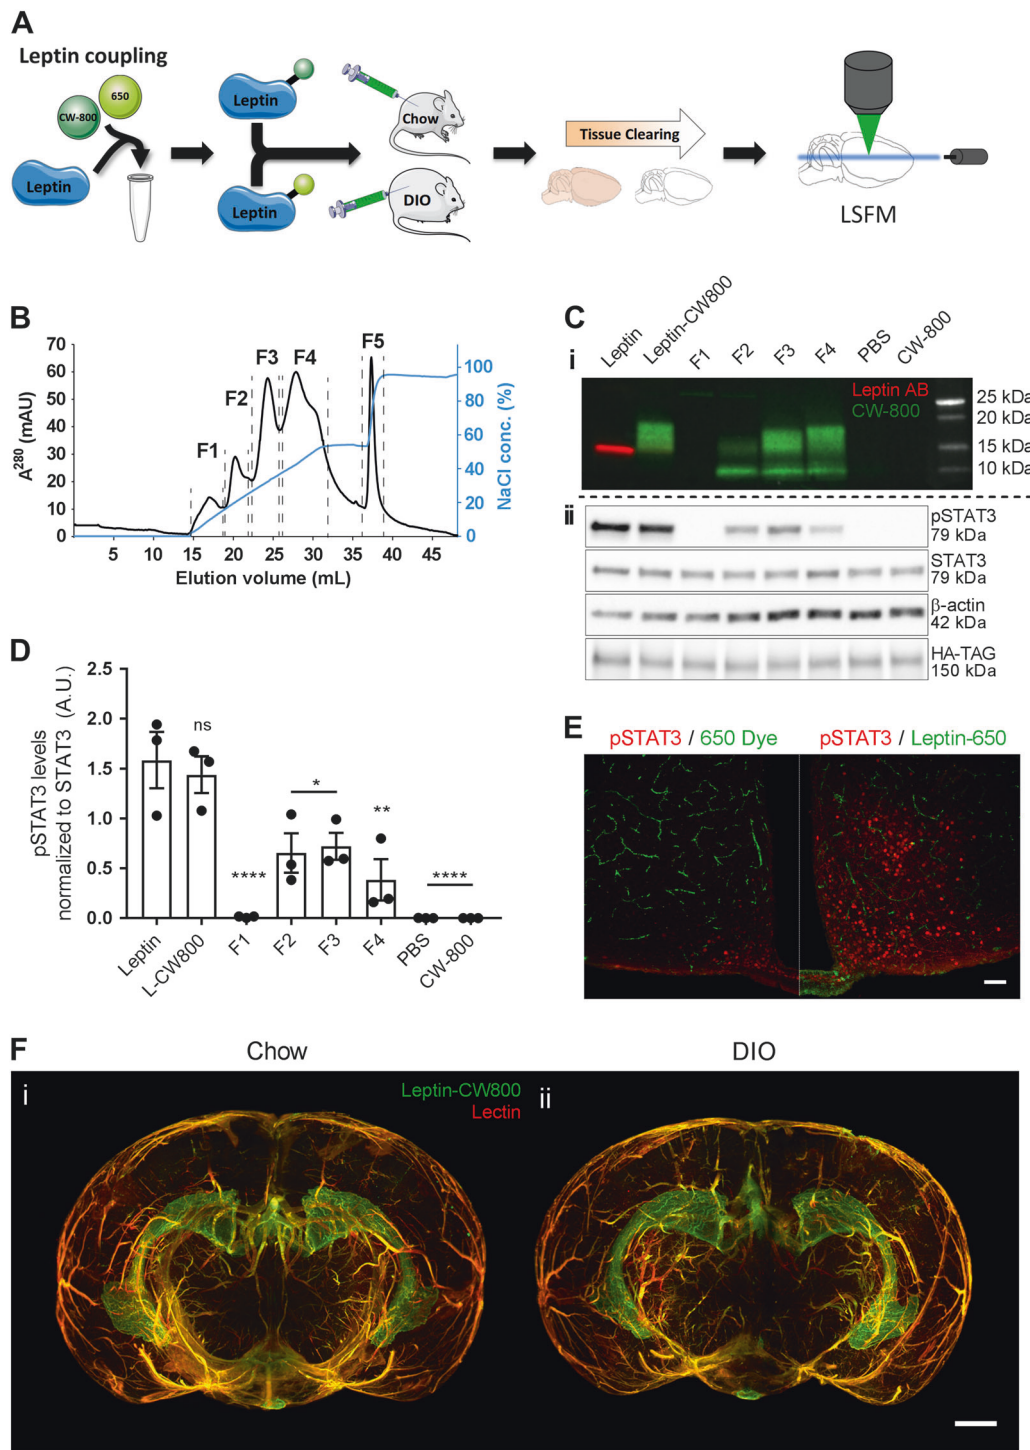 A
Leptin coupling
CW-800
650
Leptin
Leptin
Leptin
Chow
DIO
Tissue Clearing
LSFM
B
F1
F2
F3
F4
F5
70
60
50
40
30
20
10
0
A280 (mAU)
100
80
60
40
20
0
NaCl conc. (%)
5 10 15 20 25 30 35 40 45
Elution volume (mL)
C
Leptin
Leptin-CW800
F1
F2
F3
F4
PBS
CW-800
i
Leptin AB
CW-800
25 kDa
20 kDa
15 kDa
10 kDa
ii
pSTAT3
79 kDa
STAT3
79 kDa
β-actin
42 kDa
HA-TAG
150 kDa
D
pSTAT3 levels
normalized to STAT3 (A.U.)
2.5
2.0
1.5
1.0
0.5
0.0
ns
****
*
**
****
Leptin
L-CW800
F1
F2
F3
F4
PBS
CW-800
E
pSTAT3 / 650 Dye
pSTAT3 / Leptin-650
F
Chow
DIO
i
Leptin-CW800
Lectin
ii